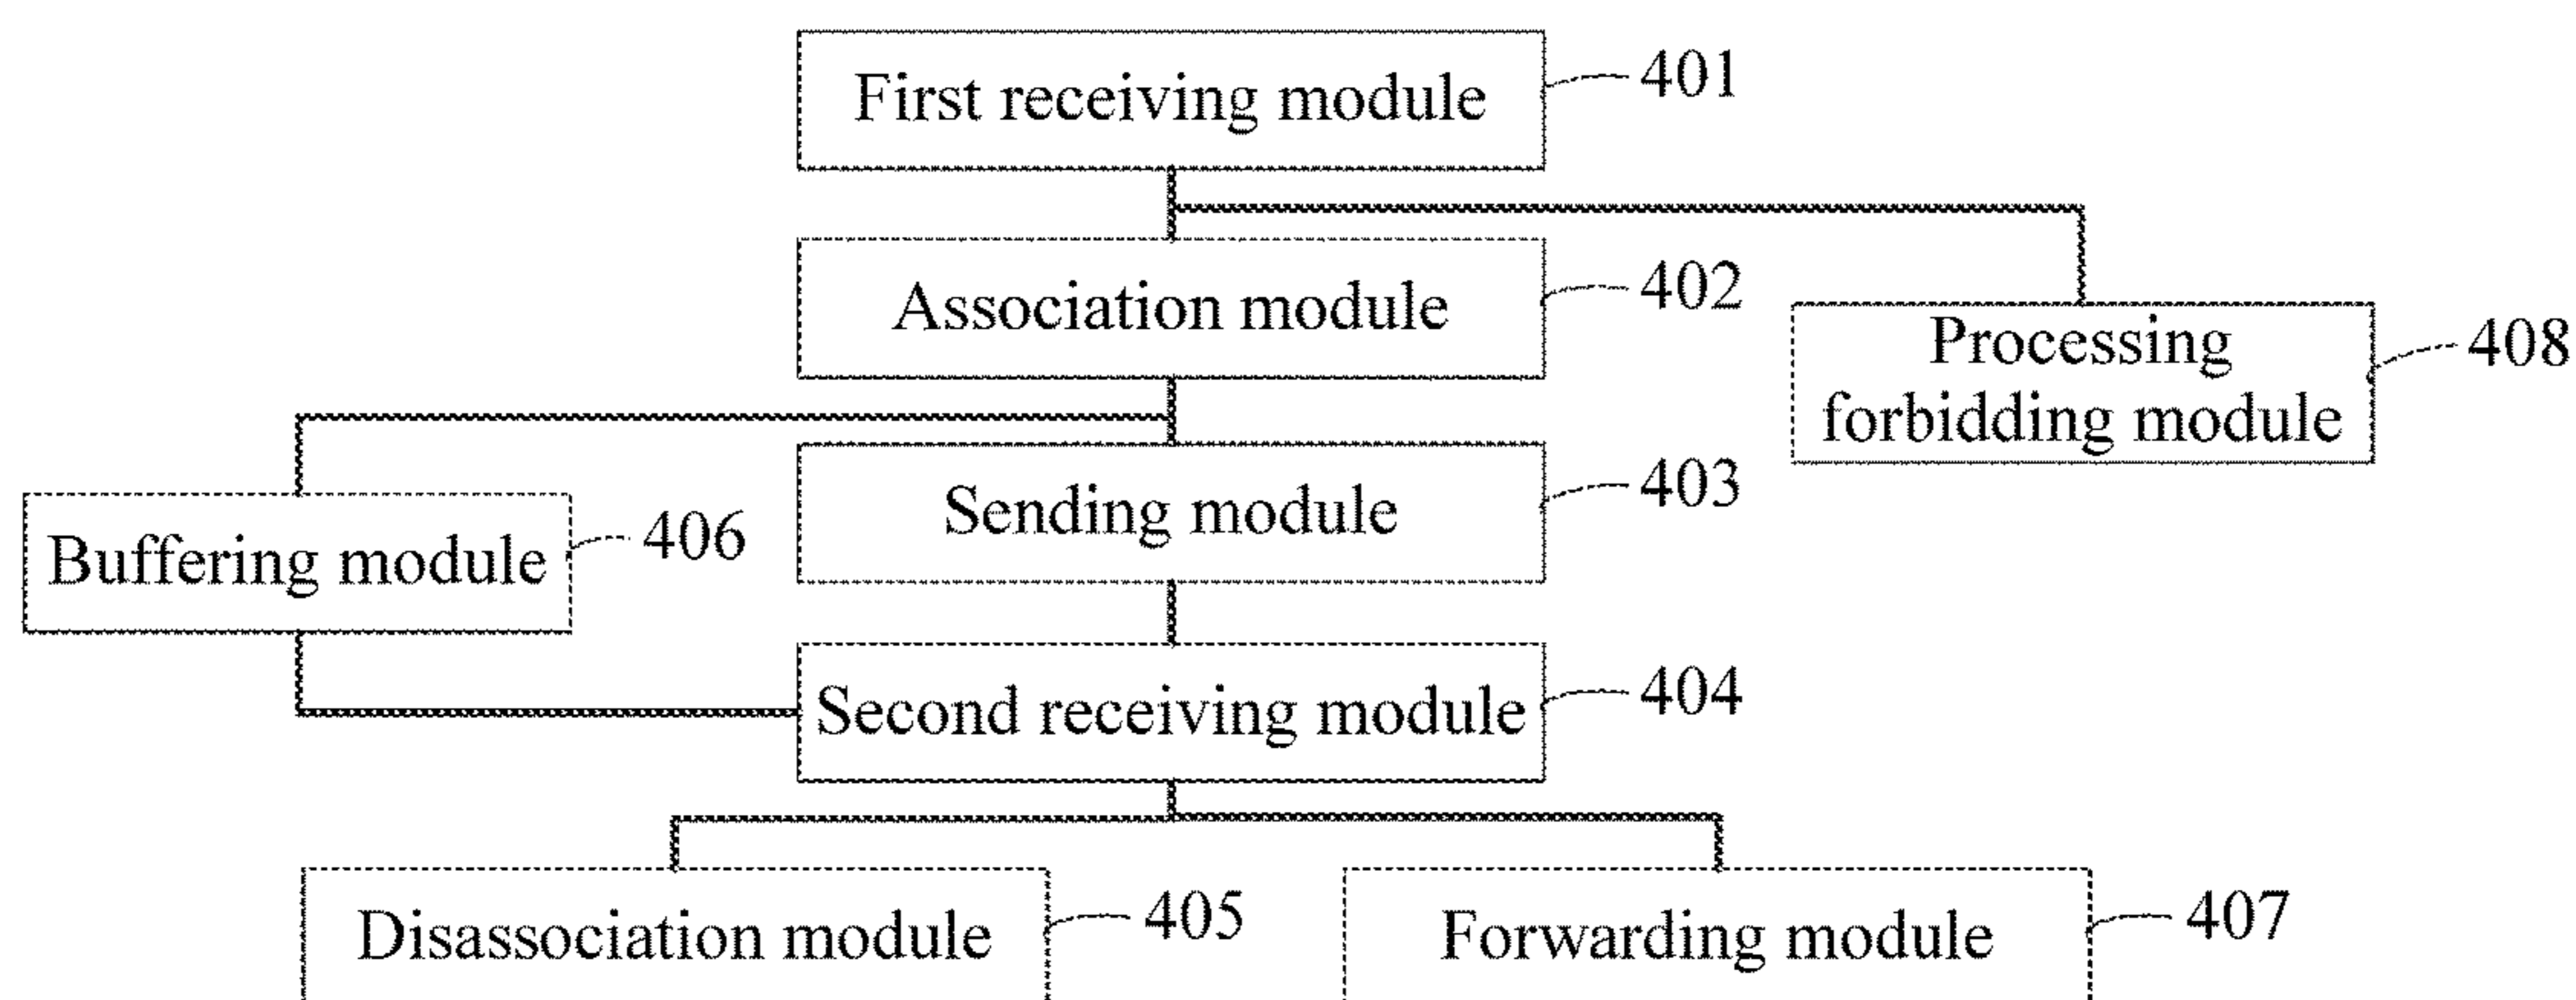 First receiving module
401
Association module
402
Processing
forbidding module
408
Sending module
403
Buffering module
406
Second receiving module
404
Disassociation module
405
Forwarding module
407